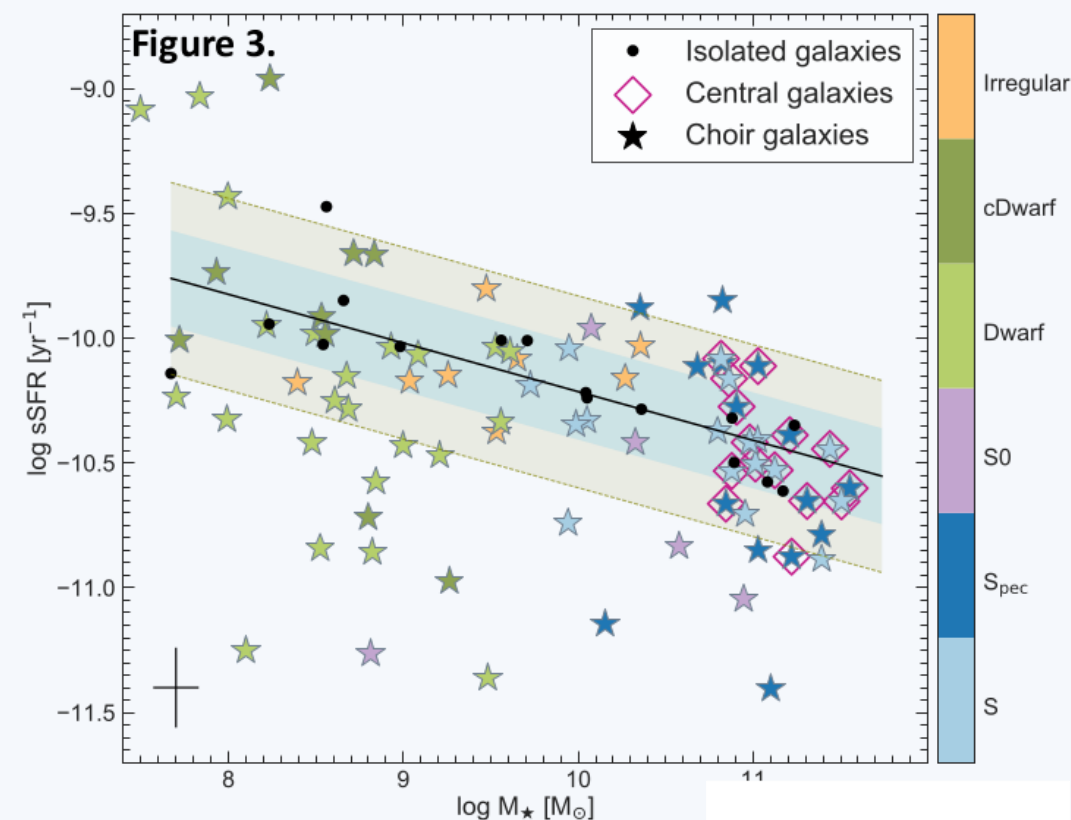 Figure 3.
Isolated galaxies
Central galaxies
Choir galaxies
−9.0
−9.5
−10.0
−10.5
−11.0
−11.5
log sSFR [yr⁻¹]
8 9 10 11
log M★ [M⊙]
Irregular
cDwarf
Dwarf
S0
Spec
S